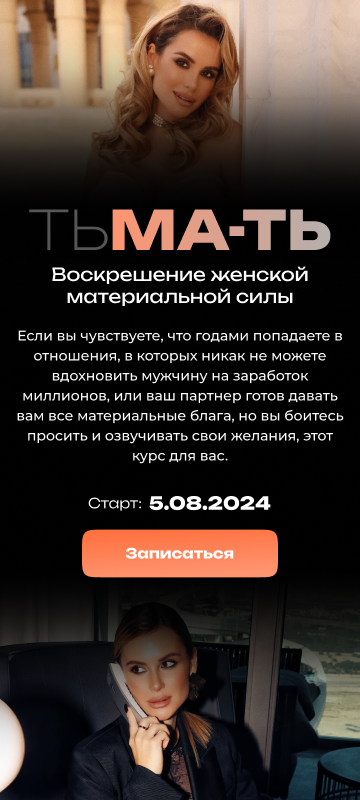 ТЬМА-ТЬ
Воскрешение женской
материальной силы
Если вы чувствуете, что годами попадаете в
отношения, в которых никак не можете
вдохновить мужчину на заработок
миллионов, или ваш партнер готов давать
вам все материальные блага, но вы боитесь
просить и озвучивать свои желания, этот
курс для вас.
Старт: 5.08.2024
Записаться